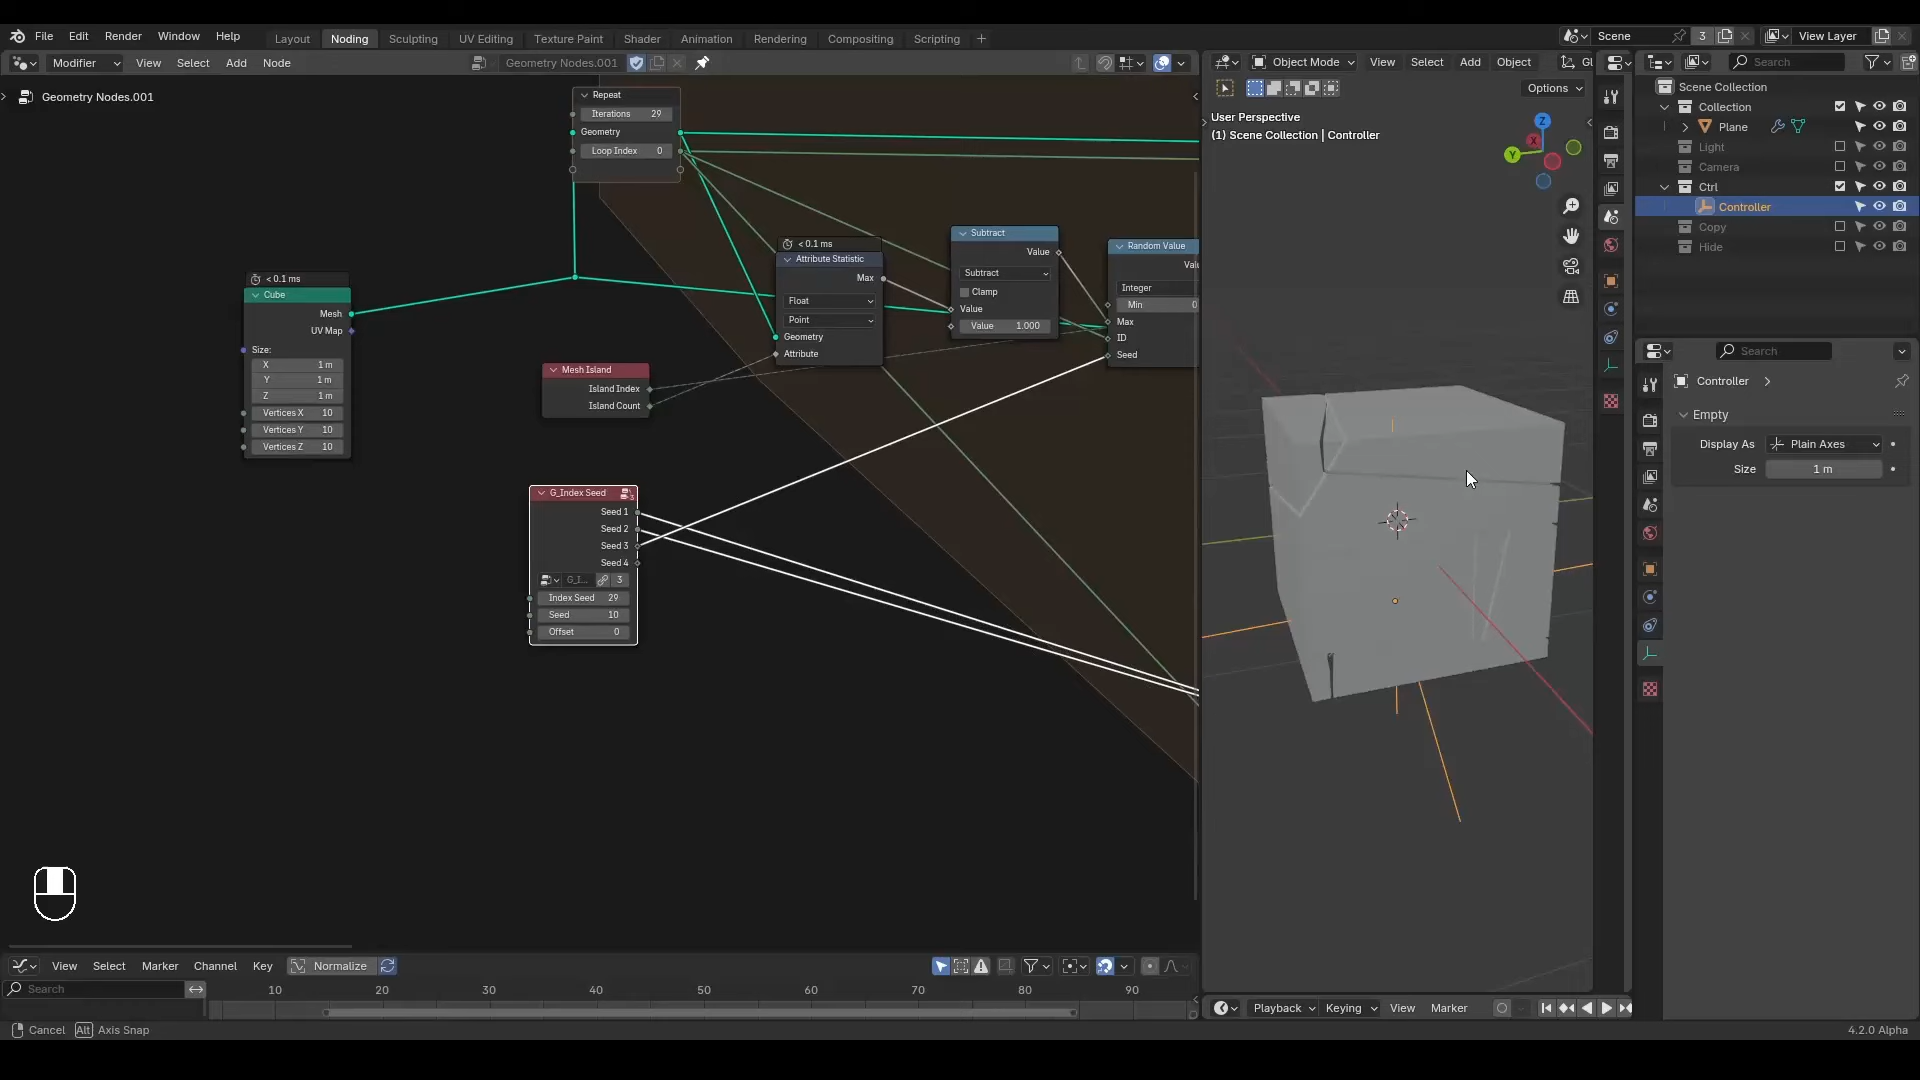 File Edit Render Window Help Layout Noding Sculpting UV Editing Texture Paint Shader Animation Rendering Compositing Scripting Scene 3 View Layer
Modifier View Select Add Node Geometry Nodes.001 Object Mode View Select Add Object Gl
Options
Geometry Nodes.001
User Perspective
(1) Scene Collection | Controller
Repeat
Iterations 29
Geometry
Loop Index 0
< 0.1 ms
Cube
Mesh
UV Map
Size:
X 1 m
Y 1 m
Z 1 m
Vertices X 10
Vertices Y 10
Vertices Z 10
Mesh Island
Island Index
Island Count
G_Index Seed
Seed 1
Seed 2
Seed 3
Seed 4
G_I... 3
Index Seed 29
Seed 10
Offset 0
< 0.1 ms
Attribute Statistic
Max
Float
Point
Geometry
Attribute
Subtract
Value
Subtract
Clamp
Value
Value 1.000
Random Value
Valu
Integer
Min 0
Max
ID
Seed
Z
X
Y
Search
Scene Collection
Collection
Plane
Light
Camera
Ctrl
Controller
Copy
Hide
Search
Controller
Empty
Display As Plain Axes
Size 1 m
View Select Marker Channel Key Normalize
Search
10 20 30 40 50 60 70 80 90
Playback Keying View Marker
Cancel Alt Axis Snap
4.2.0 Alpha